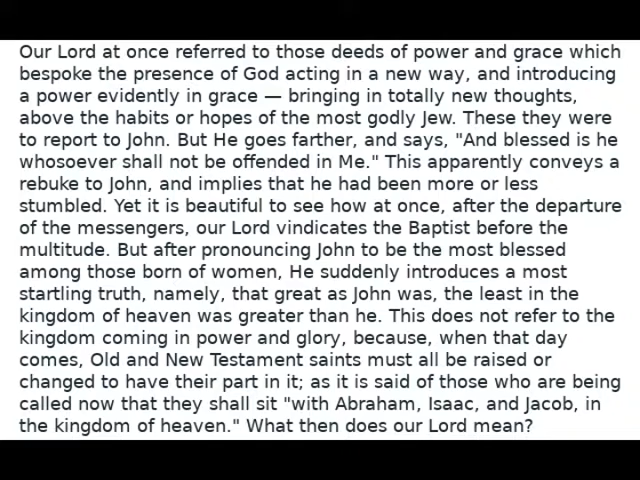 Our Lord at once referred to those deeds of power and grace which
bespoke the presence of God acting in a new way, and introducing
a power evidently in grace — bringing in totally new thoughts,
above the habits or hopes of the most godly Jew. These they were
to report to John. But He goes farther, and says, "And blessed is he
whosoever shall not be offended in Me." This apparently conveys a
rebuke to John, and implies that he had been more or less
stumbled. Yet it is beautiful to see how at once, after the departure
of the messengers, our Lord vindicates the Baptist before the
multitude. But after pronouncing John to be the most blessed
among those born of women, He suddenly introduces a most
startling truth, namely, that great as John was, the least in the
kingdom of heaven was greater than he. This does not refer to the
kingdom coming in power and glory, because, when that day
comes, Old and New Testament saints must all be raised or
changed to have their part in it; as it is said of those who are being
called now that they shall sit "with Abraham, Isaac, and Jacob, in
the kingdom of heaven." What then does our Lord mean?